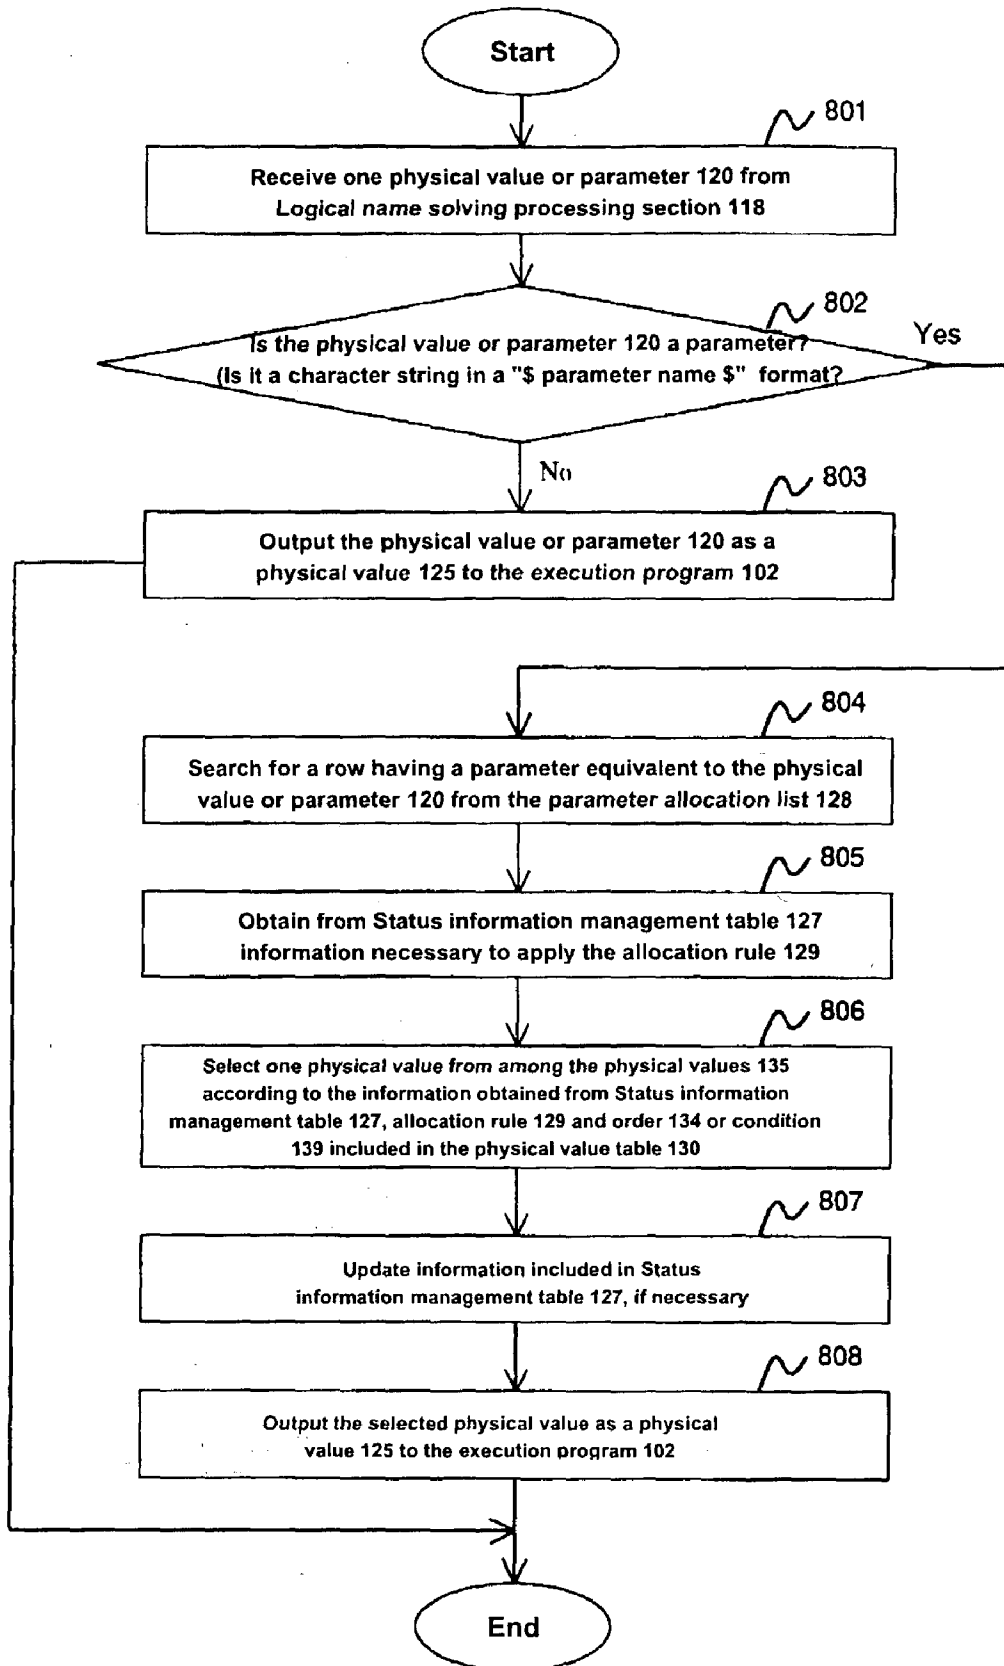 Start
801
Receive one physical value or parameter 120 from
Logical name solving processing section 118
802
Is the physical value or parameter 120 a parameter?
(Is it a character string in a "$ parameter name $" format?
Yes
No
803
Output the physical value or parameter 120 as a
physical value 125 to the execution program 102
804
Search for a row having a parameter equivalent to the physical
value or parameter 120 from the parameter allocation list 128
805
Obtain from Status information management table 127
information necessary to apply the allocation rule 129
806
Select one physical value from among the physical values 135
according to the information obtained from Status information
management table 127, allocation rule 129 and order 134 or condition
139 included in the physical value table 130
807
Update information included in Status
information management table 127, if necessary
808
Output the selected physical value as a physical
value 125 to the execution program 102
End